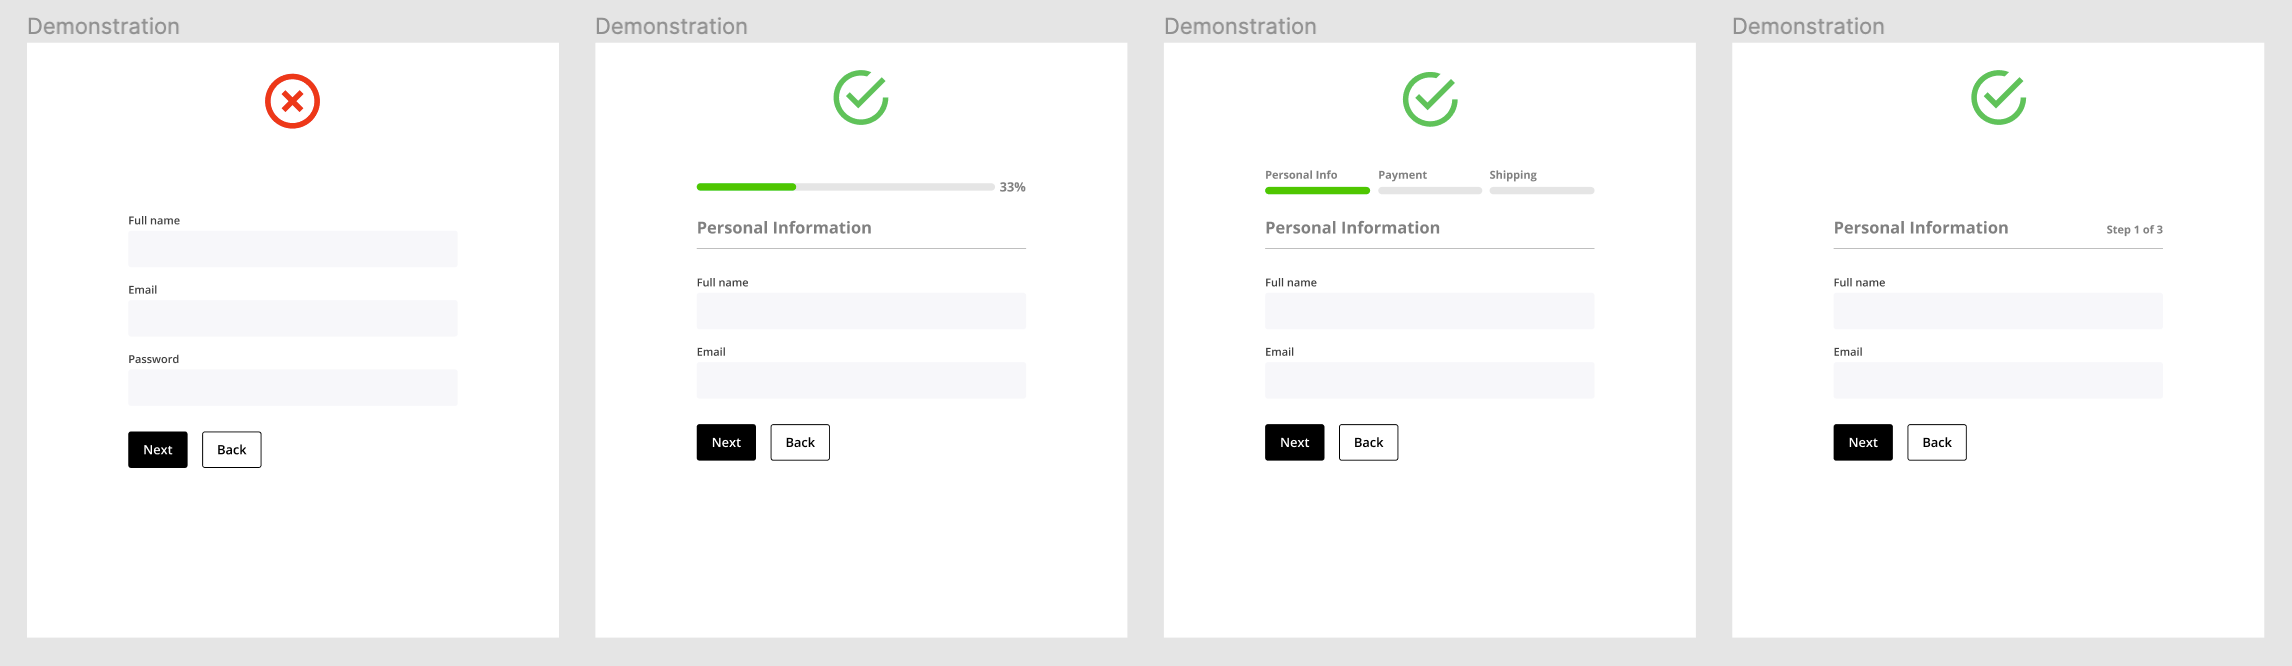 Demonstration
Full name
Email
Password
Next Back
Demonstration
33%
Personal Information
Full name
Email
Next Back
Demonstration
Personal Info Payment Shipping
Personal Information
Full name
Email
Next Back
Demonstration
Personal Information Step 1 of 3
Full name
Email
Next Back